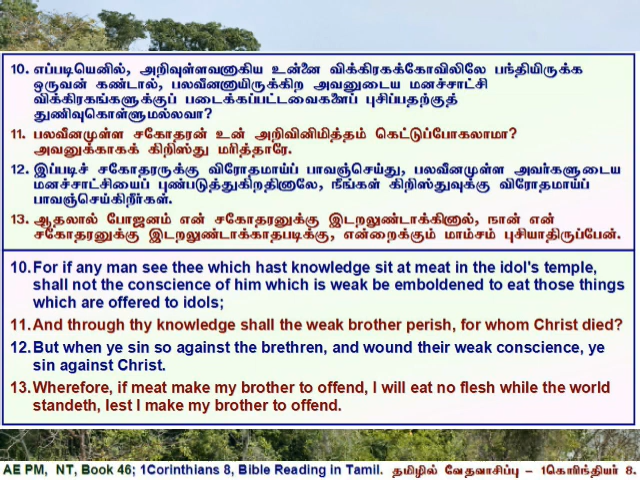 10. எப்படியெனில், அறிவுள்ளவனாகிய உன்னை விக்கிரகக்கோவிலிலே பந்தியிருக்க
ஒருவன் கண்டால், பலவீனனாயிருக்கிற அவனுடைய மனச்சாட்சி
விக்கிரகங்களுக்குப் படைக்கப்பட்டவைகளைப் புசிப்பதற்குத்
துணிவுகொள்ளுமல்லவா?
11. பலவீனமுள்ள சகோதரன் உன் அறிவினிமித்தம் கெட்டுப்போகலாமா?
அவனுக்காகக் கிறிஸ்து மரித்தாரே.
12. இப்படிச் சகோதரருக்கு விரோதமாய்ப் பாவஞ்செய்து, பலவீனமுள்ள அவர்களுடைய
மனச்சாட்சியைப் புண்படுத்துகிறதினாலே, நீங்கள் கிறிஸ்துவுக்கு விரோதமாய்ப்
பாவஞ்செய்கிறீர்கள்.
13. ஆதலால் போஜனம் என் சகோதரனுக்கு இடறலுண்டாக்கினால், நான் என்
சகோதரனுக்கு இடறலுண்டாக்காதபடிக்கு, என்றைக்கும் மாம்சம் புசியாதிருப்பேன்.
10. For if any man see thee which hast knowledge sit at meat in the idol's temple,
shall not the conscience of him which is weak be emboldened to eat those things
which are offered to idols;
11. And through thy knowledge shall the weak brother perish, for whom Christ died?
12. But when ye sin so against the brethren, and wound their weak conscience, ye
sin against Christ.
13. Wherefore, if meat make my brother to offend, I will eat no flesh while the world
standeth, lest I make my brother to offend.
AE PM, NT, Book 46; 1Corinthians 8, Bible Reading in Tamil. தமிழில் வேதவாசிப்பு – 1கொரிந்தியர் 8.